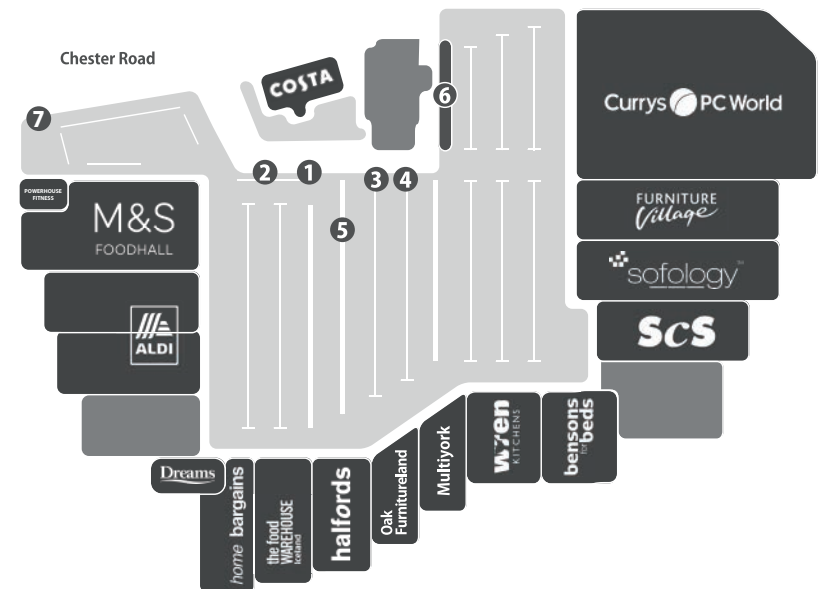 Chester Road
COSTA
Currys PC World
7
6
2
1
3
4
5
POWERHOUSE
FITNESS
M&S
FOODHALL
FURNITURE
Village
sofology
TM
ScS
ALDI
wren
KITCHENS
bensons
for
beds
Multiyork
Oak
Furnitureland
Dreams
home bargains
the food
WAREHOUSE
Iceland
halfords